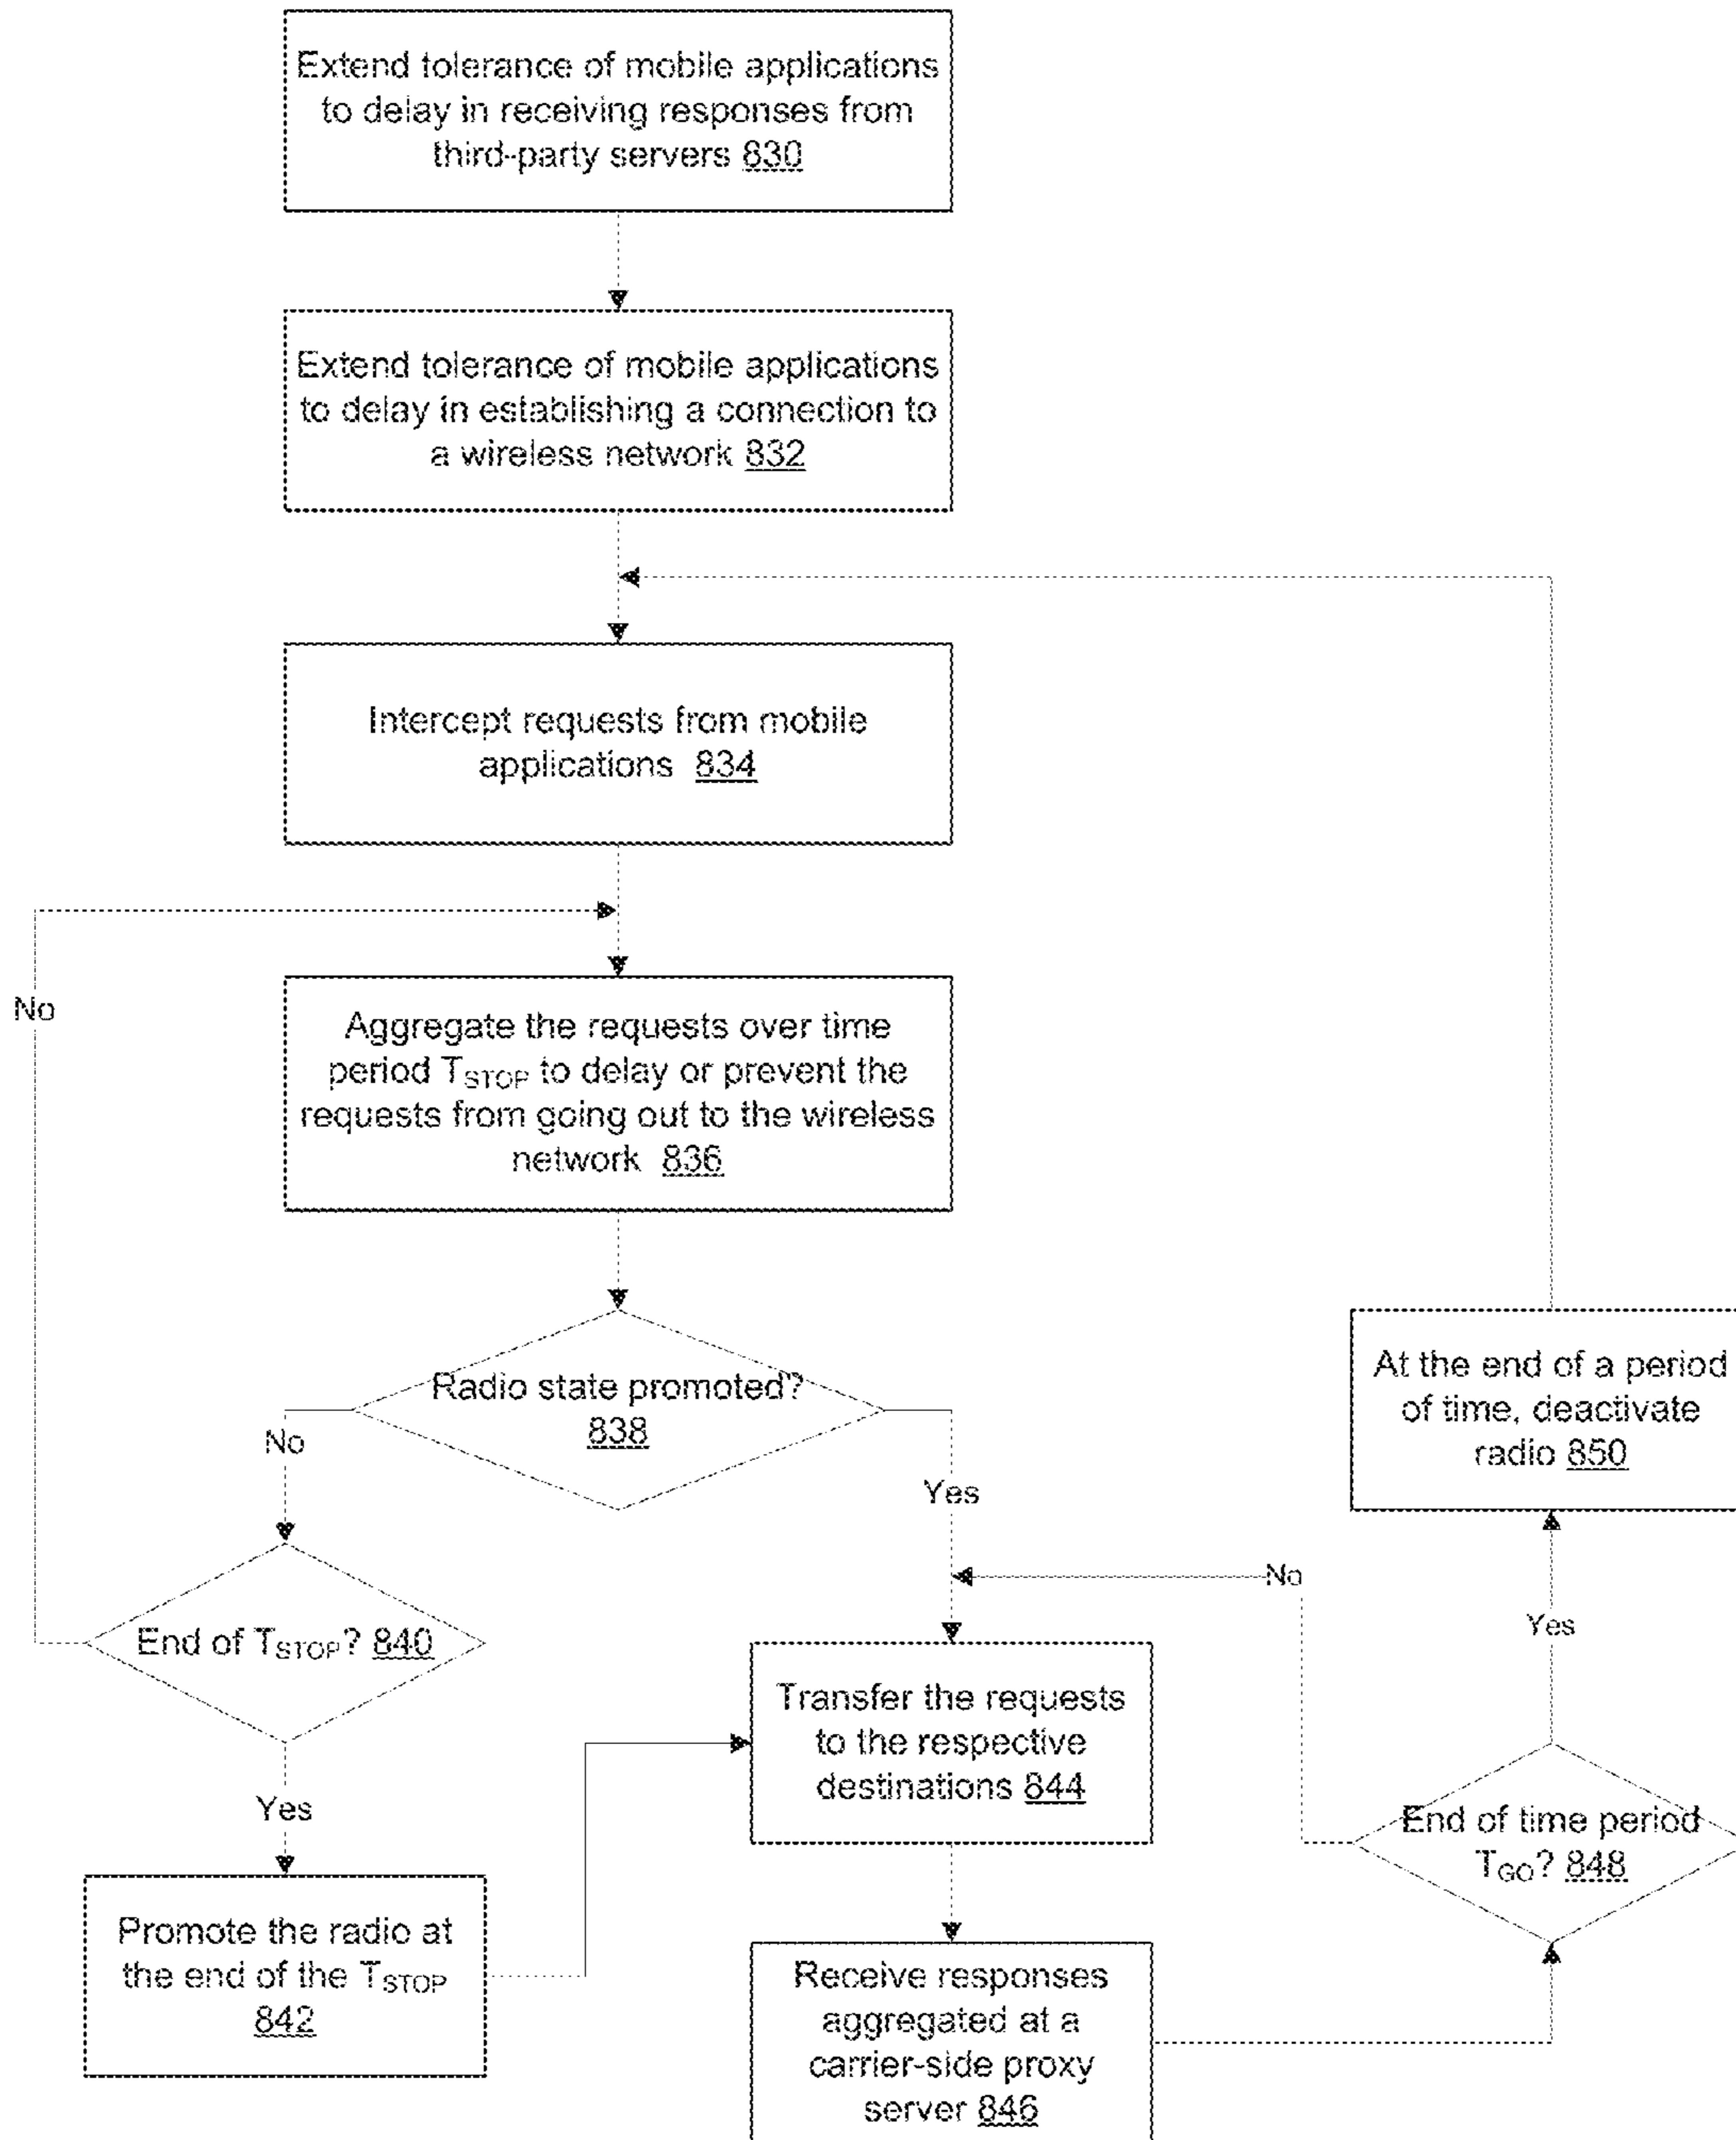 Extend tolerance of mobile applications
to delay in receiving responses from
third-party servers 830
Extend tolerance of mobile applications
to delay in establishing a connection to
a wireless network 832
Intercept requests from mobile
applications 834
No
Aggregate the requests over time
period TSTOP to delay or prevent the
requests from going out to the wireless
network 836
Radio state promoted?
838
No
Yes
At the end of a period
of time, deactivate
radio 850
End of TSTOP? 840
No
Yes
Yes
Transfer the requests
to the respective
destinations 844
End of time period
TGO? 848
Promote the radio at
the end of the TSTOP
842
Receive responses
aggregated at a
carrier-side proxy
server 846